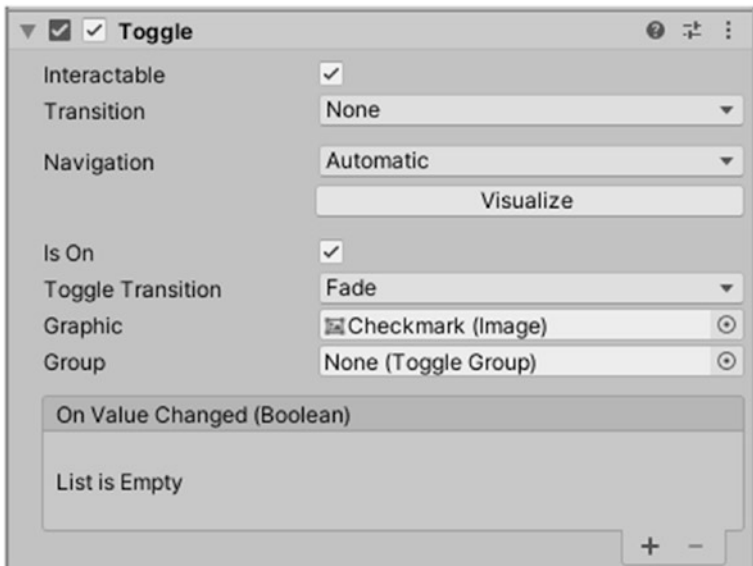 Toggle
Interactable
Transition None
Navigation Automatic
Visualize
Is On
Toggle Transition Fade
Graphic Checkmark (Image)
Group None (Toggle Group)
On Value Changed (Boolean)
List is Empty
+ −